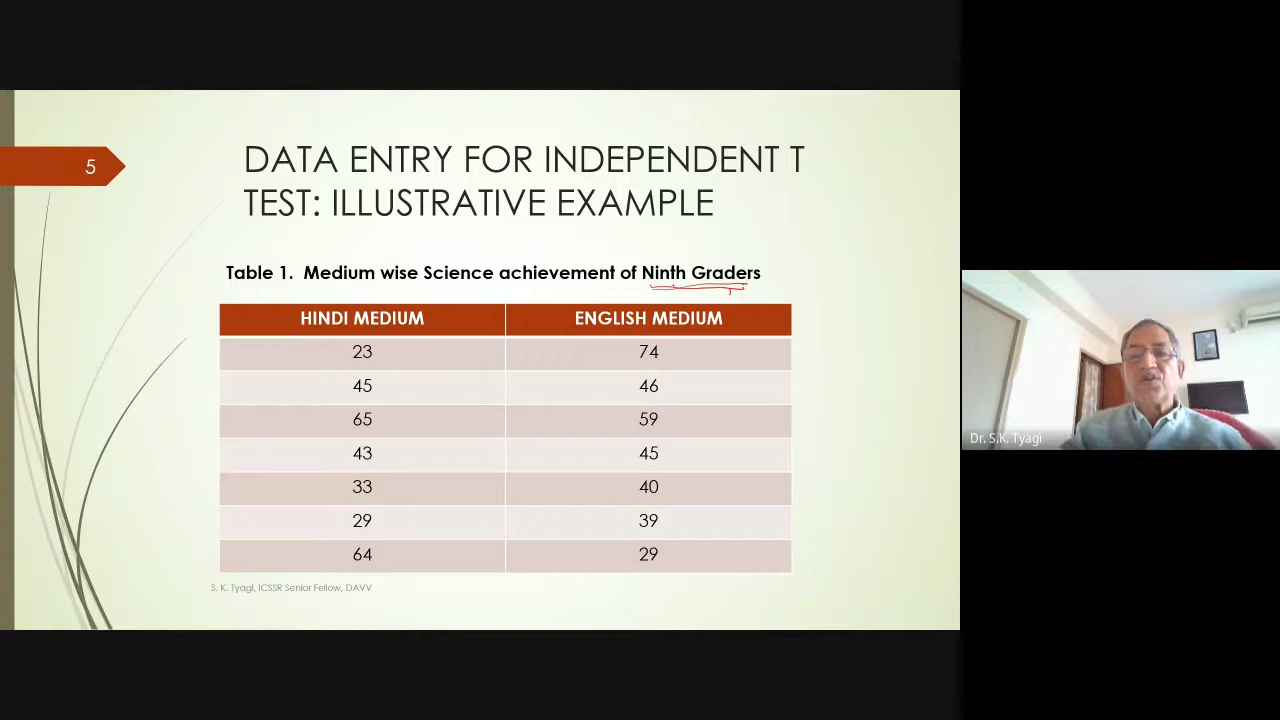 5
DATA ENTRY FOR INDEPENDENT T
TEST: ILLUSTRATIVE EXAMPLE
Table 1. Medium wise Science achievement of Ninth Graders
HINDI MEDIUM ENGLISH MEDIUM
23 74
45 46
65 59
43 45
33 40
29 39
64 29
S. K. Tyagi, ICSSR Senior Fellow, DAVV
Dr. S.K. Tyagi